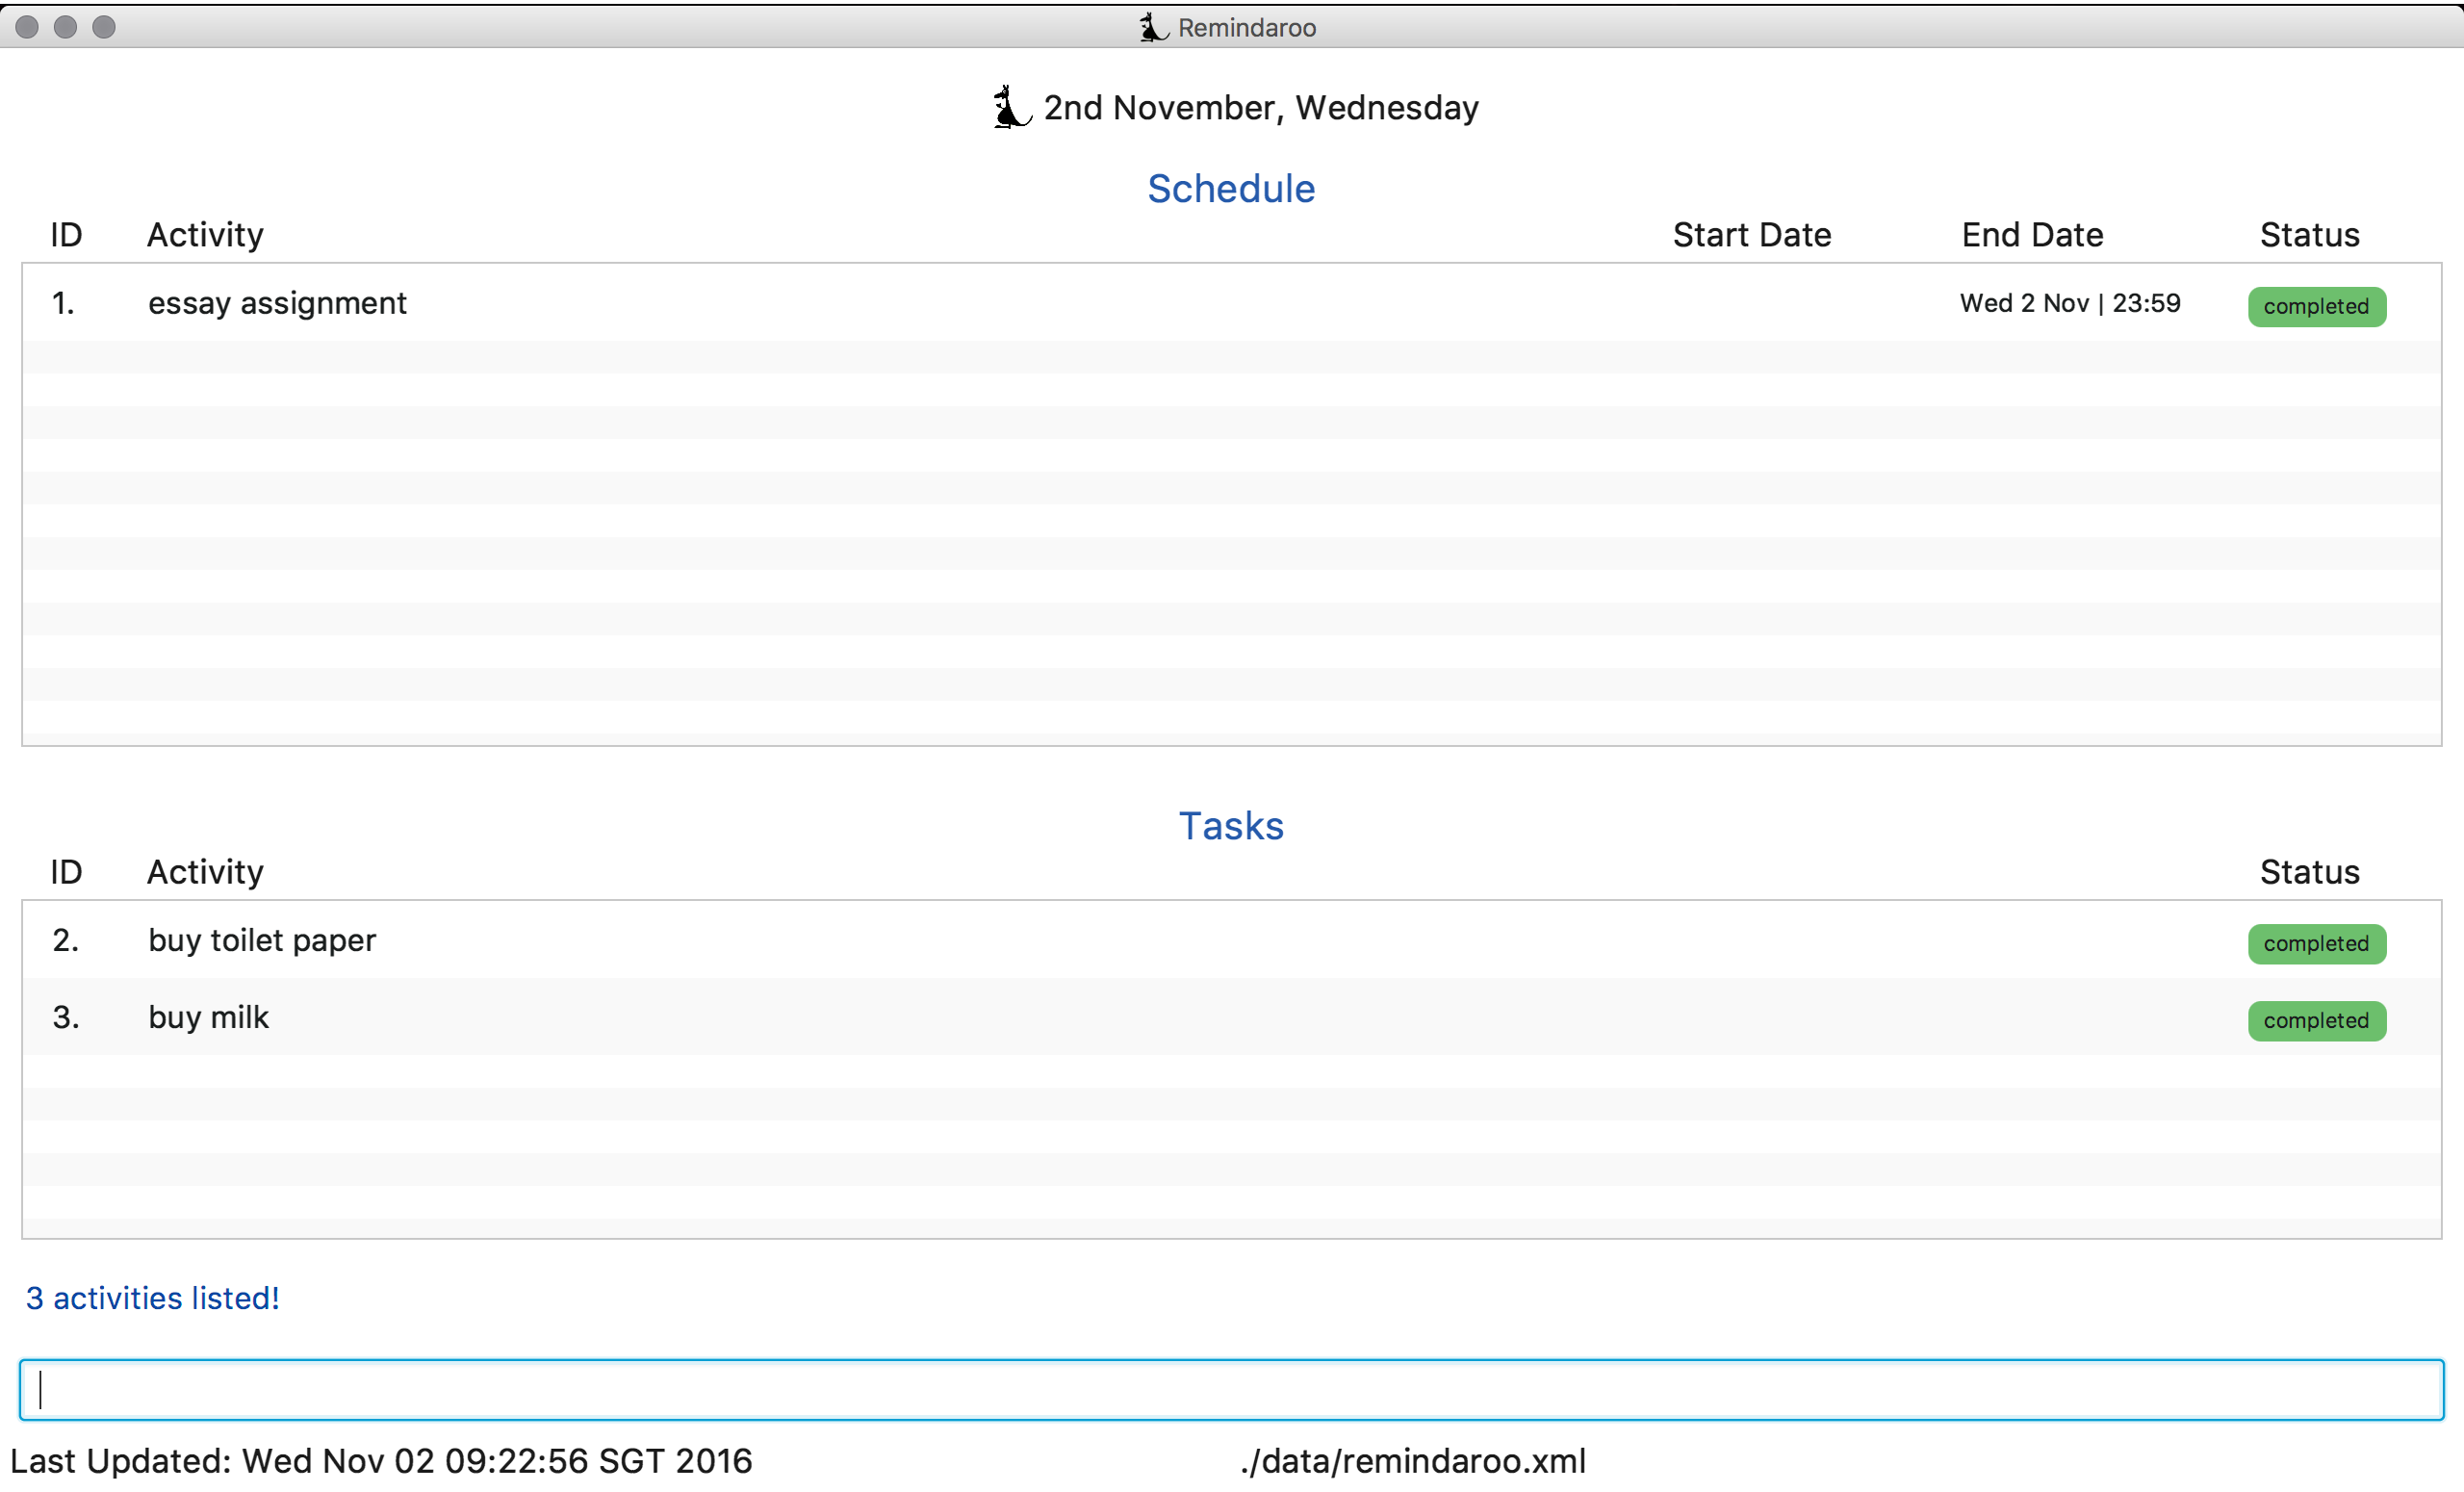 Remindaroo
2nd November, Wednesday
Schedule
ID Activity Start Date End Date Status
1. essay assignment Wed 2 Nov | 23:59 completed
Tasks
ID Activity Status
2. buy toilet paper completed
3. buy milk completed
3 activities listed!
Last Updated: Wed Nov 02 09:22:56 SGT 2016 ./data/remindaroo.xml